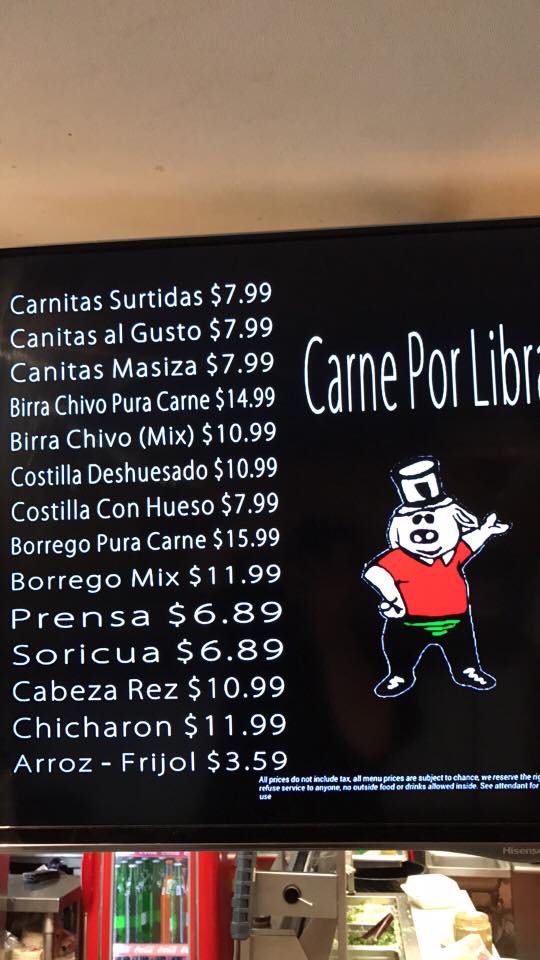 Carnitas Surtidas $7.99
Canitas al Gusto $7.99
Canitas Masiza $7.99
Birra Chivo Pura Carne $14.99
Birra Chivo (Mix) $10.99
Costilla Deshuesado $10.99
Costilla Con Hueso $7.99
Borrego Pura Carne $15.99
Borrego Mix $11.99
Prensa $6.89
Soricua $6.89
Cabeza Rez $10.99
Chicharon $11.99
Arroz - Frijol $3.59
Carne Por Libra
All prices do not include tax, all menu prices are subject to chance, we reserve the rig
refuse service to anyone, no outside food or drinks allowed inside. See attendant for
use
Hisense